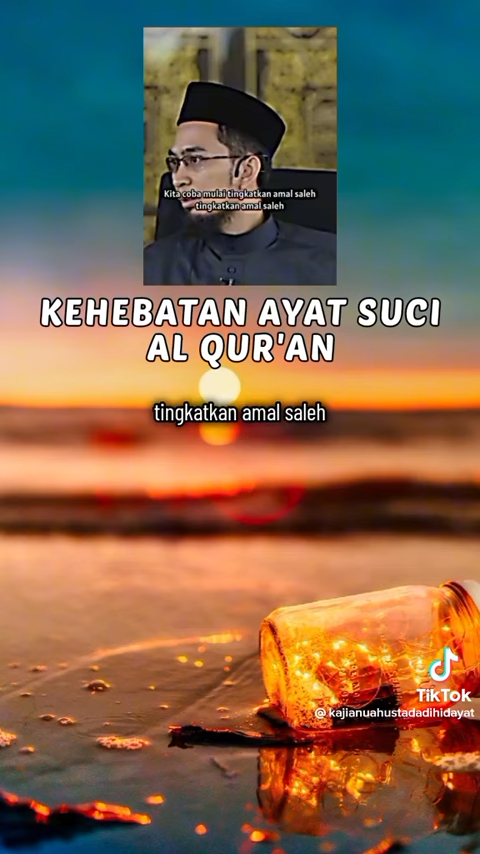 Kita coba mulai tingkatkan amal saleh
tingkatkan amal saleh
KEHEBATAN AYAT SUCI
AL QUR'AN
tingkatkan amal saleh
TikTok
@ kajianuahustadadihidayat